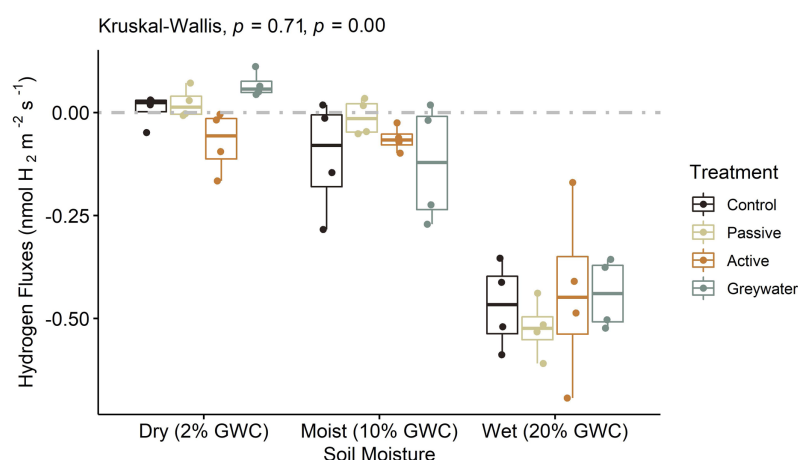 Kruskal-Wallis, p = 0.71, p = 0.00
Hydrogen Fluxes (nmol H 2 m -2 s -1)
0.00
-0.25
-0.50
Dry (2% GWC)
Moist (10% GWC)
Wet (20% GWC)
Soil Moisture
Treatment
Control
Passive
Active
Greywater